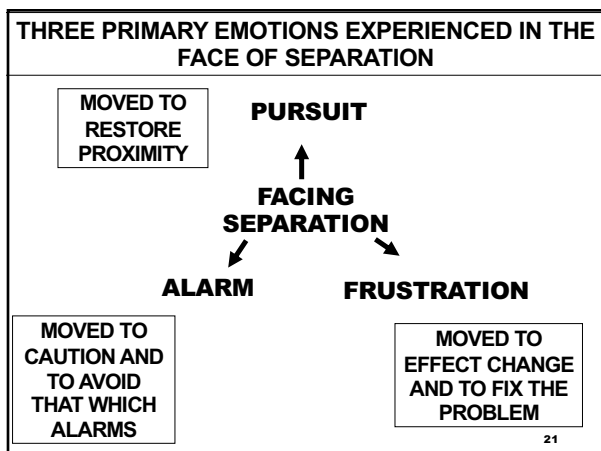 THREE PRIMARY EMOTIONS EXPERIENCED IN THE
FACE OF SEPARATION
MOVED TO
RESTORE
PROXIMITY
PURSUIT
FACING
SEPARATION
ALARM
FRUSTRATION
MOVED TO
CAUTION AND
TO AVOID
THAT WHICH
ALARMS
MOVED TO
EFFECT CHANGE
AND TO FIX THE
PROBLEM
21